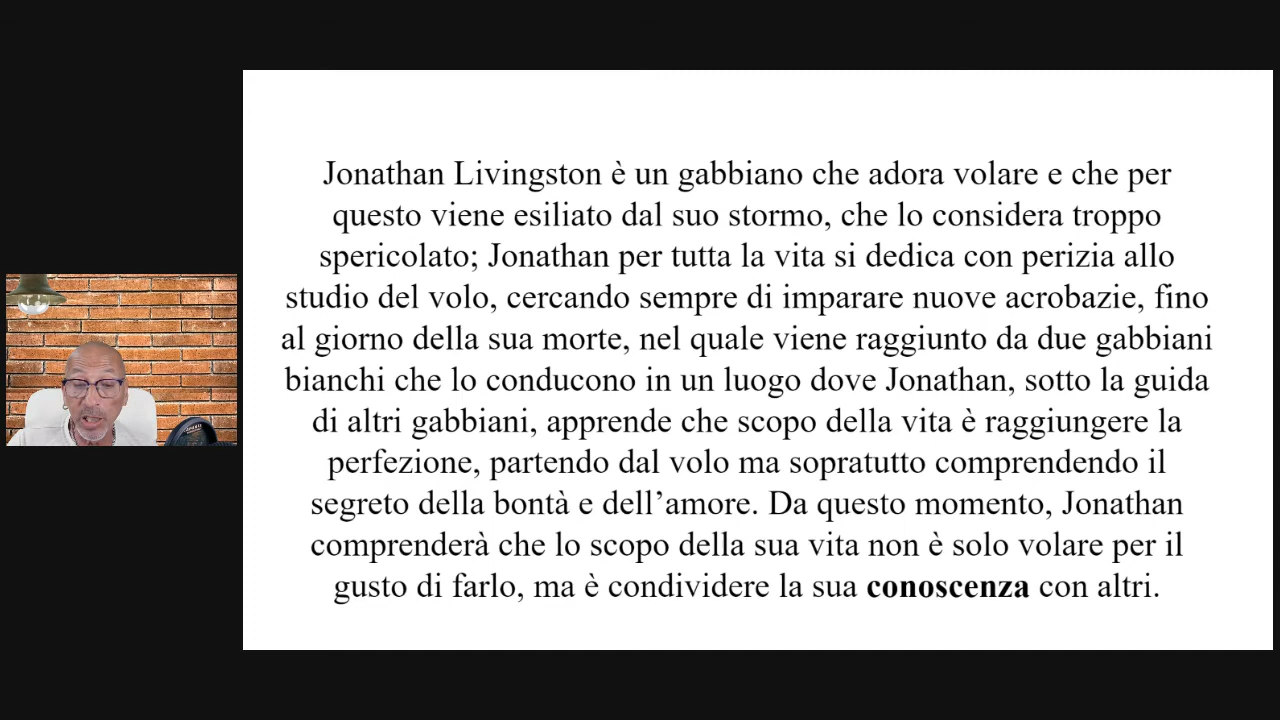 Jonathan Livingston è un gabbiano che adora volare e che per
questo viene esiliato dal suo stormo, che lo considera troppo
spericolato; Jonathan per tutta la vita si dedica con perizia allo
studio del volo, cercando sempre di imparare nuove acrobazie, fino
al giorno della sua morte, nel quale viene raggiunto da due gabbiani
bianchi che lo conducono in un luogo dove Jonathan, sotto la guida
di altri gabbiani, apprende che scopo della vita è raggiungere la
perfezione, partendo dal volo ma sopratutto comprendendo il
segreto della bontà e dell’amore. Da questo momento, Jonathan
comprenderà che lo scopo della sua vita non è solo volare per il
gusto di farlo, ma è condividere la sua conoscenza con altri.